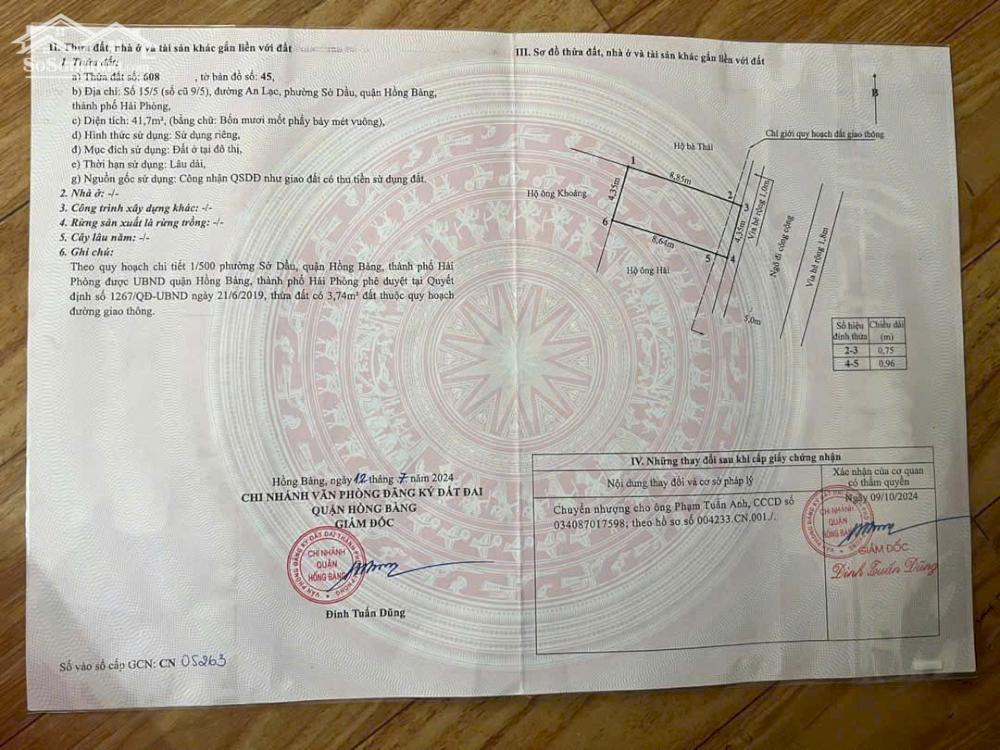 II. Thửa đất, nhà ở và tài sản khác gắn liền với đất
1. Thửa đất:
a) Thửa đất số: 608 , tờ bản đồ số: 45,
b) Địa chỉ: Số 15/5 (số cũ 9/5), đường An Lạc, phường Sở Dầu, quận Hồng Bàng,
thành phố Hải Phòng,
c) Diện tích: 41,7m², (bằng chữ: Bốn mươi mốt phẩy bảy mét vuông),
d) Hình thức sử dụng: Sử dụng riêng,
đ) Mục đích sử dụng: Đất ở tại đô thị,
e) Thời hạn sử dụng: Lâu dài,
g) Nguồn gốc sử dụng: Công nhận QSDĐ như giao đất có thu tiền sử dụng đất.
2. Nhà ở: -/-
3. Công trình xây dựng khác: -/-
4. Rừng sản xuất là rừng trồng: -/-
5. Cây lâu năm: -/-
6. Ghi chú:
Theo quy hoạch chi tiết 1/500 phường Sở Dầu, quận Hồng Bàng, thành phố Hải
Phòng được UBND quận Hồng Bàng, thành phố Hải Phòng phê duyệt tại Quyết
định số 1267/QĐ-UBND ngày 21/6/2019, thửa đất có 3,74m² đất thuộc quy hoạch
đường giao thông.
Hồng Bàng, ngày 12 tháng 7 năm 2024
CHI NHÁNH VĂN PHÒNG ĐĂNG KÝ ĐẤT ĐAI
QUẬN HỒNG BÀNG
GIÁM ĐỐC
CHI NHÁNH
QUẬN
HỒNG BÀNG
Đinh Tuấn Dũng
Số vào sổ cấp GCN: CN 05263
III. Sơ đồ thửa đất, nhà ở và tài sản khác gắn liền với đất
B
Chỉ giới quy hoạch đất giao thông
Hộ bà Thái
1
8,85m
2
3
4,35m
Hộ ông Khoảng
6
8,64m
5
4
4,35m
Hộ ông Hải
Vỉa hè rộng 1,0m
Ngõ đi công cộng
Vỉa hè rộng 1,8m
5,0m
Số hiệu đỉnh thửa
Chiều dài (m)
2-3 0,75
4-5 0,96
IV. Những thay đổi sau khi cấp giấy chứng nhận
Nội dung thay đổi và cơ sở pháp lý
Xác nhận của cơ quan
có thẩm quyền
Chuyển nhượng cho ông Phạm Tuấn Anh, CCCD số
034087017598; theo hồ sơ số 004233.CN.001./.
Ngày 09/10/2024
CHI NHÁNH
QUẬN
HỒNG BÀNG
GIÁM ĐỐC
Đinh Tuấn Dũng